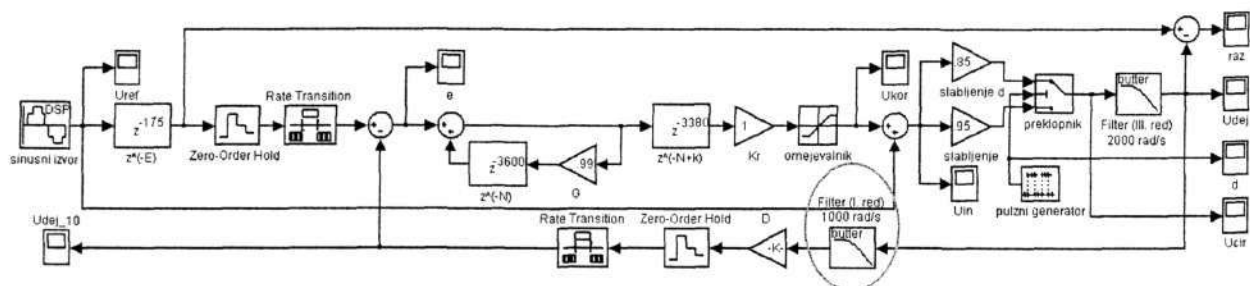 raz
.85
DSP
Uref
Rate Transition
e
Ukor
slabljenje d
butter
z^-175
z^-3380
1
.95
preklopnik
Filter (III. red)
2000 rad/s
Udej
sinusni izvor
z^(-E)
Zero-Order Hold
z^(-N+k)
Kr
omejevalnik
slabljenje
z^-3600
.99
d
z^(-N)
G
Uin
pulzni generator
Udej_10
Rate Transition
Zero-Order Hold
D
Filter (I. red)
1000 rad/s
butter
-K-